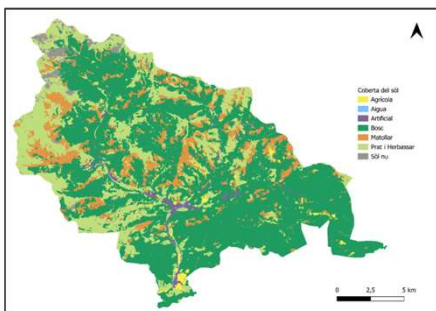 Coberta del sòl
Agrícola
Aigua
Artificial
Bosc
Matollar
Prat i Herbassar
Sòl nu
0 2,5 5 km